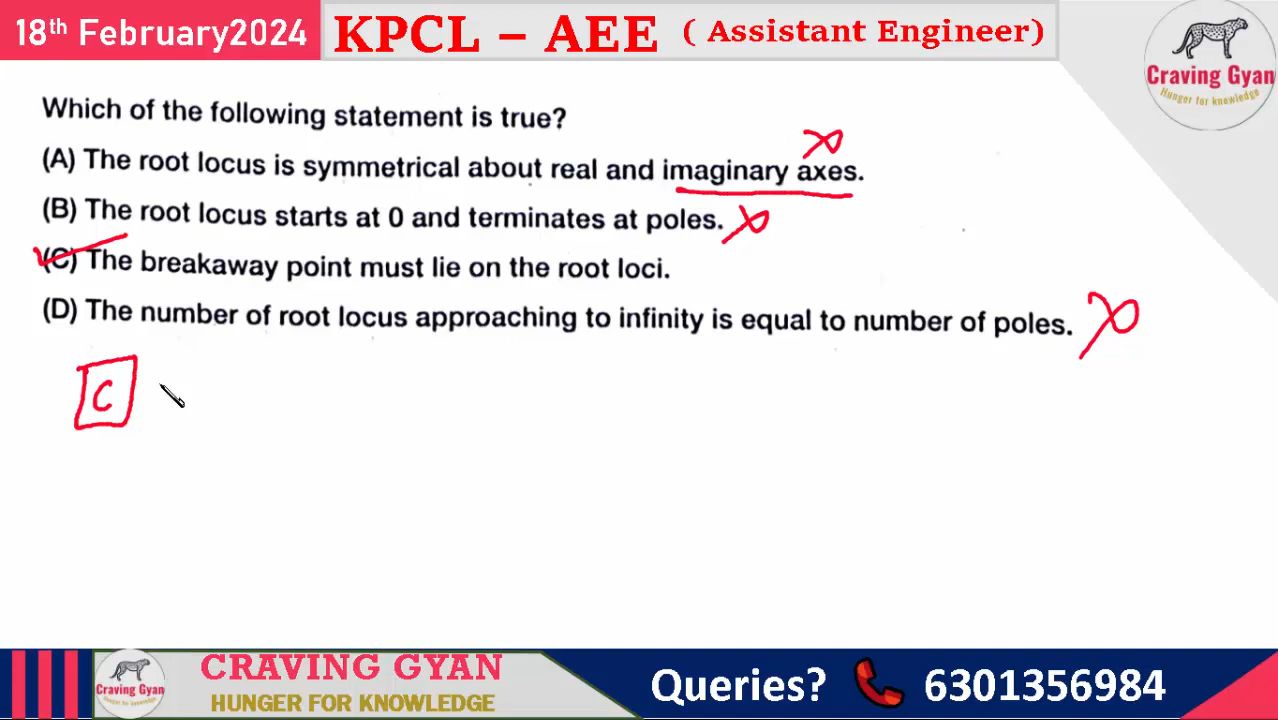 18th February2024
KPCL – AEE ( Assistant Engineer)
Craving Gyan
Hunger for knowledge
Which of the following statement is true?
(A) The root locus is symmetrical about real and imaginary axes.
(B) The root locus starts at 0 and terminates at poles.
(C) The breakaway point must lie on the root loci.
(D) The number of root locus approaching to infinity is equal to number of poles.
C
Craving Gyan
HUNGER FOR KNOWLEDGE
CRAVING GYAN
HUNGER FOR KNOWLEDGE
Queries? 6301356984